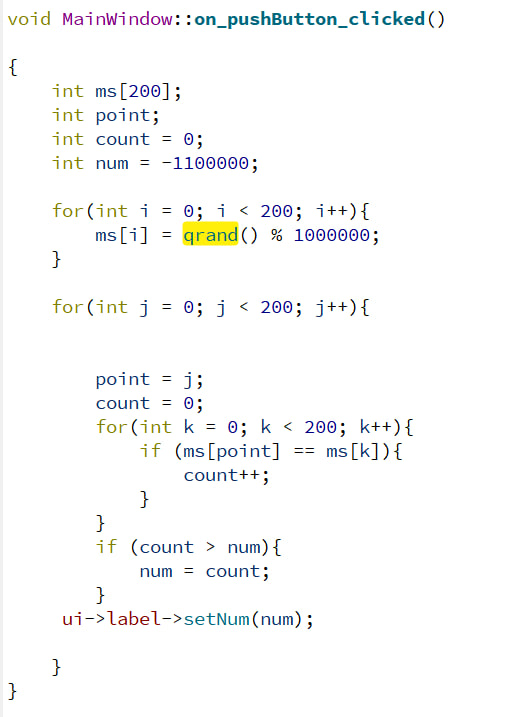 void MainWindow::on_pushButton_clicked()
{
int ms[200];
int point;
int count = 0;
int num = -1100000;
for(int i = 0; i < 200; i++){
ms[i] = qrand() % 1000000;
}
for(int j = 0; j < 200; j++){
point = j;
count = 0;
for(int k = 0; k < 200; k++){
if (ms[point] == ms[k]){
count++;
}
}
if (count > num){
num = count;
}
ui->label->setNum(num);
}
}